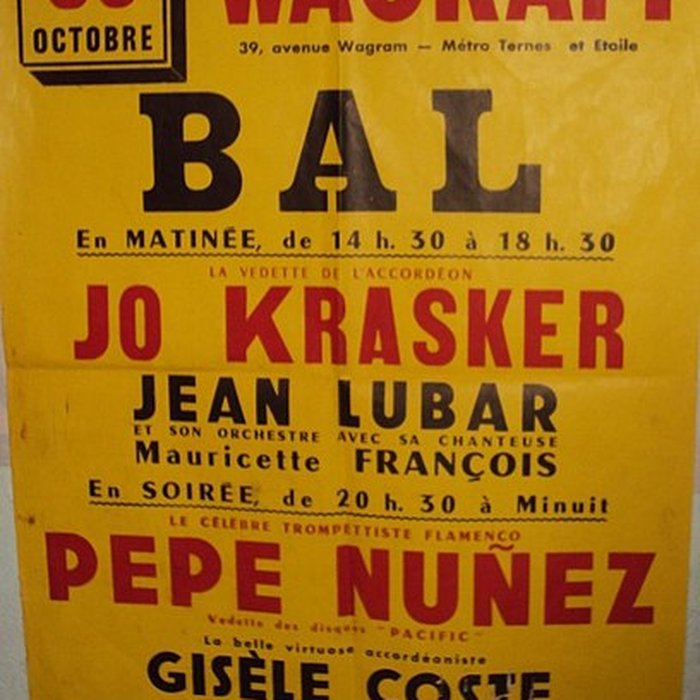 OCTOBRE
WAGRAM
39, avenue Wagram — Métro Ternes et Etoile
BAL
En MATINÉE, de 14 h. 30 à 18 h. 30
LA VEDETTE DE L'ACCORDÉON
JO KRASKER
JEAN LUBAR
ET SON ORCHESTRE AVEC SA CHANTEUSE
Mauricette FRANÇOIS
En SOIRÉE, de 20 h. 30 à Minuit
LE CÉLÈBRE TROMPETTISTE FLAMENCO
PEPE NUÑEZ
Vedette des disques "PACIFIC"
La belle virtuose accordéoniste
GISÈLE COSTE